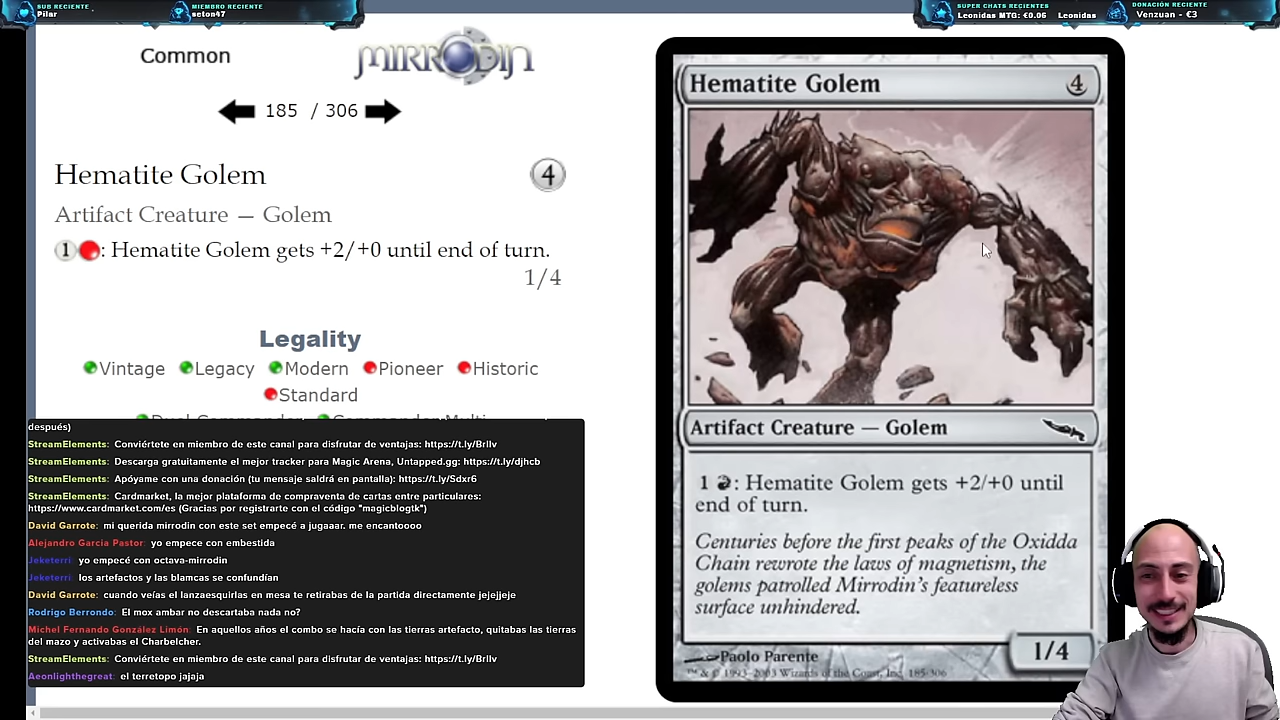 SUB RECIENTE
Pilar
MIEMBRO RECIENTE
seton47
SUPER CHATS RECIENTES
Leonidas MTG: €0.06 Leonidas
DONACIÓN RECIENTE
Venzuan - €3
Common
MIRRODIN
185 / 306
Hematite Golem
4
Artifact Creature — Golem
1 : Hematite Golem gets +2/+0 until end of turn.
1/4
Legality
Vintage Legacy Modern Pioneer Historic
Standard
después)
StreamElements: Conviértete en miembro de este canal para disfrutar de ventajas: https://t.ly/Brllv
StreamElements: Descarga gratuitamente el mejor tracker para Magic Arena, Untapped.gg: https://t.ly/djhcb
StreamElements: Apóyame con una donación (tu mensaje saldrá en pantalla): https://t.ly/Sdxr6
StreamElements: Cardmarket, la mejor plataforma de compraventa de cartas entre particulares:
https://www.cardmarket.com/es (Gracias por registrarte con el código "magicblogtk")
David Garrote: mi querida mirrodin con este set empecé a jugaaar. me encantoooo
Alejandro Garcia Pastor: yo empece con embestida
Jeketerri: yo empecé con octava-mirrodin
Jeketerri: los artefactos y las blamcas se confundían
David Garrote: cuando veías el lanzaesquirlas en mesa te retirabas de la partida directamente jejejjeje
Rodrigo Berrondo: El mox ambar no descartaba nada no?
Michel Fernando González Limón: En aquellos años el combo se hacía con las tierras artefacto, quitabas las tierras
del mazo y activabas el Charbelcher.
StreamElements: Conviértete en miembro de este canal para disfrutar de ventajas: https://t.ly/Brllv
Aeonlighthegreat: el terretopo jajaja
Hematite Golem 4
Artifact Creature — Golem
1 : Hematite Golem gets +2/+0 until
end of turn.
Centuries before the first peaks of the Oxidda
Chain rewrote the laws of magnetism, the
golems patrolled Mirrodin's featureless
surface unhindered.
1/4
Paolo Parente
™ & © 1993–2003 Wizards of the Coast, Inc. 185/306